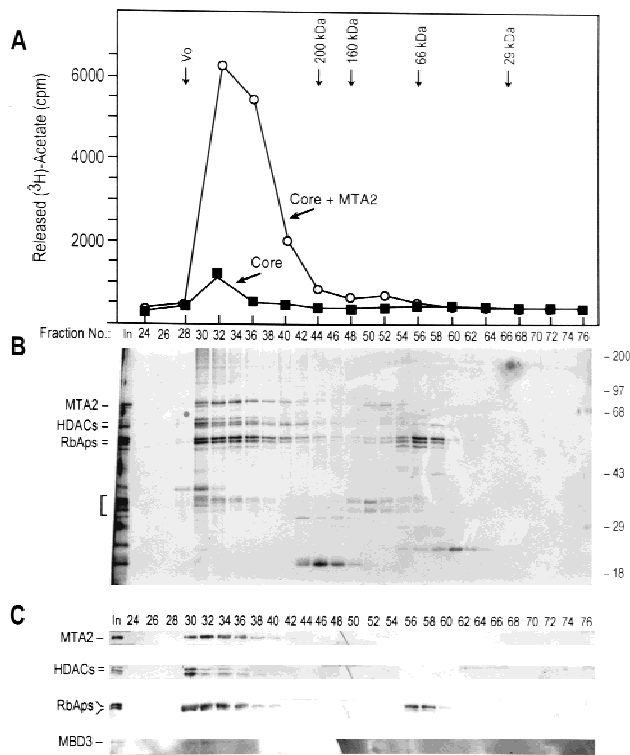 A
Vo
200 kDa
160 kDa
66 kDa
29 kDa
Released (³H)-Acetate (cpm)
6000
4000
2000
Core + MTA2
Core
Fraction No.: In 24 28 30 32 34 36 38 40 42 44 46 48 50 52 54 56 58 60 62 64 66 68 70 72 74 76
B
MTA2 –
HDACs =
RbAps =
[
– 200
– 97
– 68
– 43
– 29
– 18
C
In 24 26 28 30 32 34 36 38 40 42 44 46 48 50 52 54 56 58 60 62 64 66 68 70 72 74 76
MTA2 –
HDACs =
RbAps >
MBD3 –